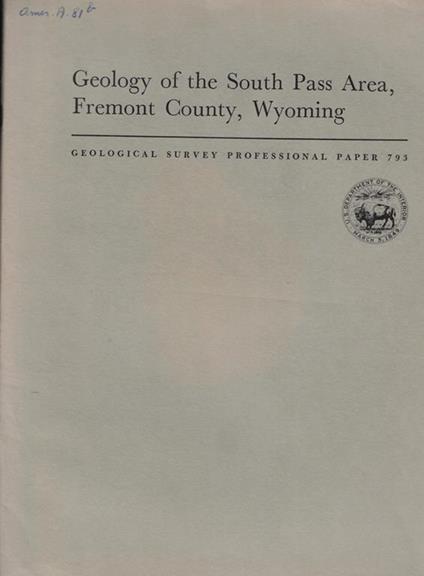 Amer. A. 81 b
Geology of the South Pass Area,
Fremont County, Wyoming
GEOLOGICAL SURVEY PROFESSIONAL PAPER 793
U.S. DEPARTMENT OF THE INTERIOR
MARCH 3, 1849